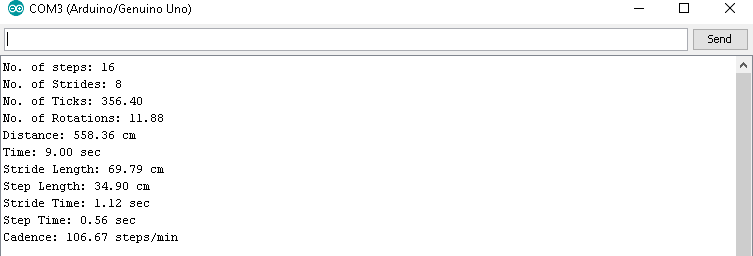 COM3 (Arduino/Genuino Uno)
Send
No. of steps: 16
No. of Strides: 8
No. of Ticks: 356.40
No. of Rotations: 11.88
Distance: 558.36 cm
Time: 9.00 sec
Stride Length: 69.79 cm
Step Length: 34.90 cm
Stride Time: 1.12 sec
Step Time: 0.56 sec
Cadence: 106.67 steps/min